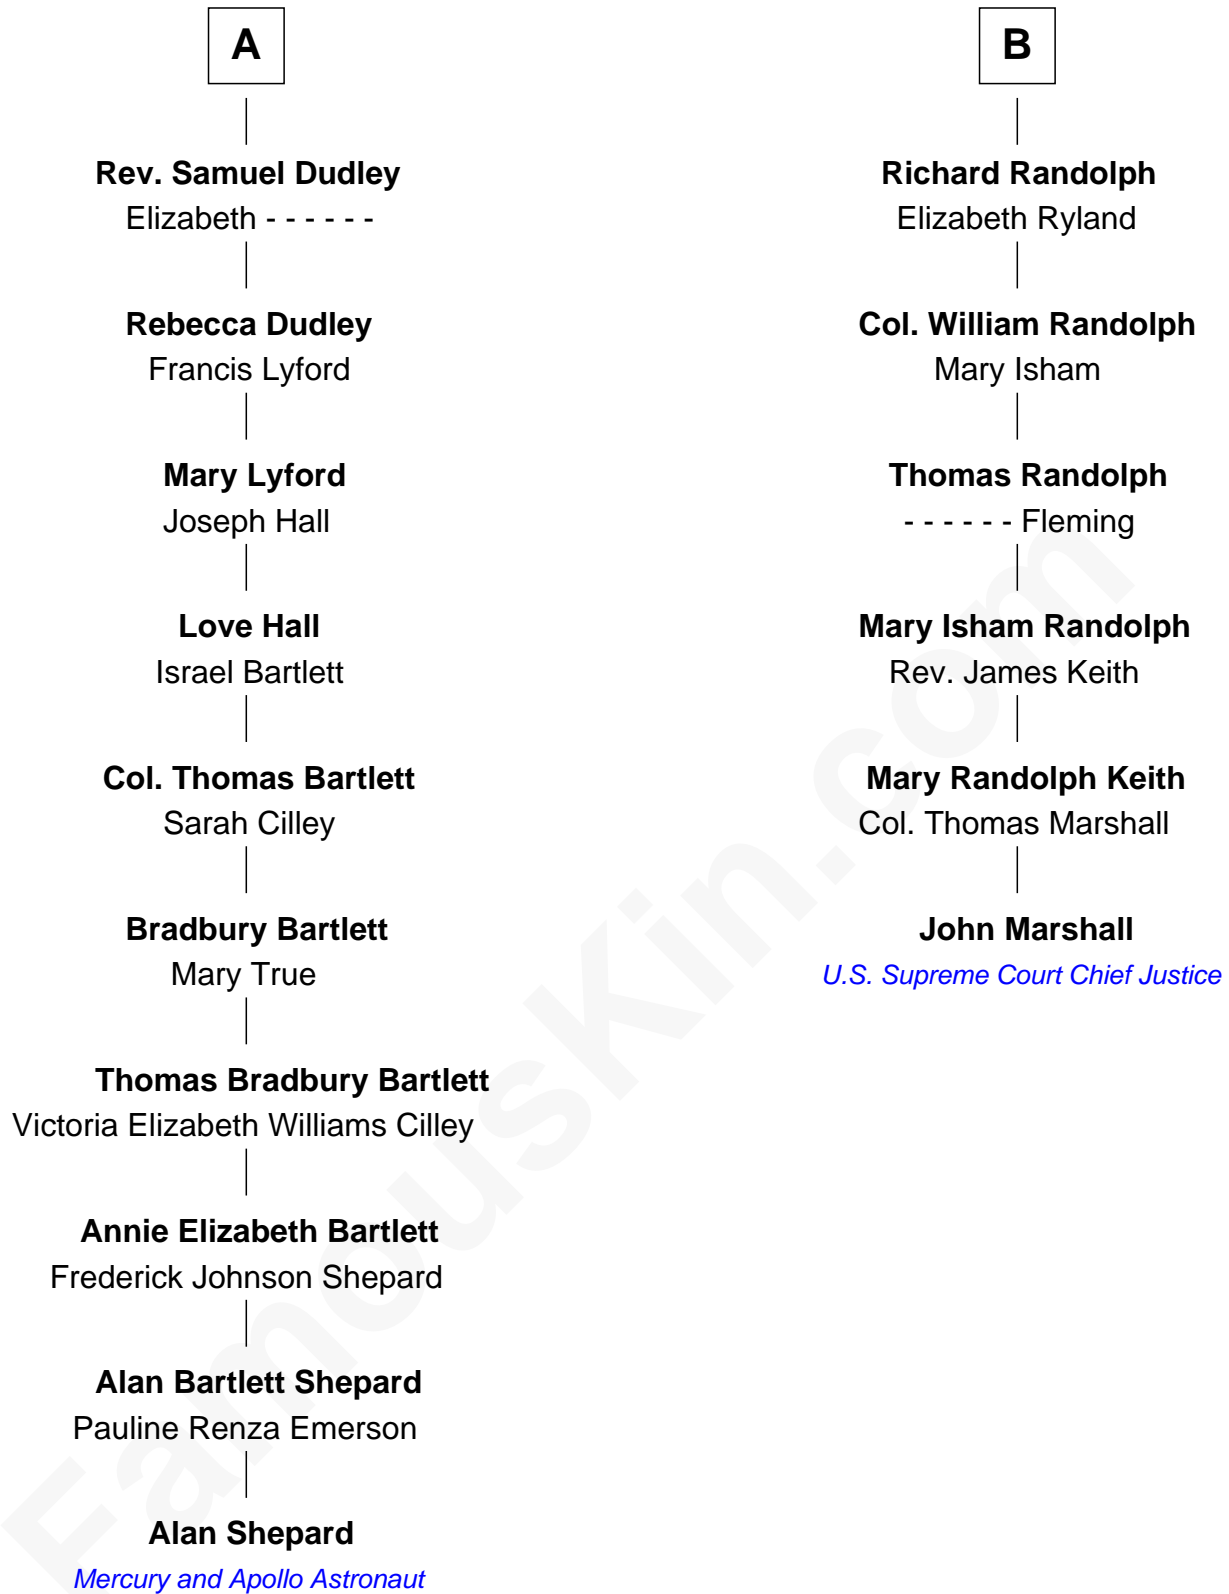 A
Rev. Samuel Dudley
Elizabeth - - - - - -
Rebecca Dudley
Francis Lyford
Mary Lyford
Joseph Hall
Love Hall
Israel Bartlett
Col. Thomas Bartlett
Sarah Cilley
Bradbury Bartlett
Mary True
Thomas Bradbury Bartlett
Victoria Elizabeth Williams Cilley
Annie Elizabeth Bartlett
Frederick Johnson Shepard
Alan Bartlett Shepard
Pauline Renza Emerson
Alan Shepard
Mercury and Apollo Astronaut
B
Richard Randolph
Elizabeth Ryland
Col. William Randolph
Mary Isham
Thomas Randolph
- - - - - - Fleming
Mary Isham Randolph
Rev. James Keith
Mary Randolph Keith
Col. Thomas Marshall
John Marshall
U.S. Supreme Court Chief Justice
FamousKin.com